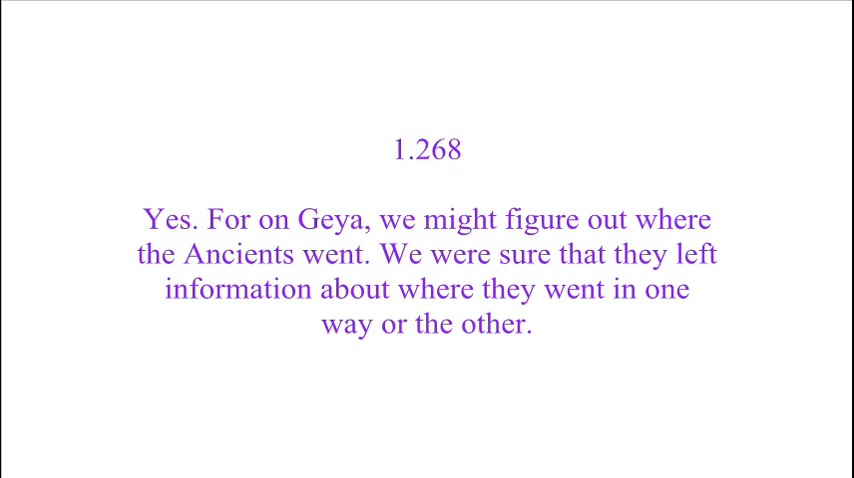 1.268
Yes. For on Geya, we might figure out where
the Ancients went. We were sure that they left
information about where they went in one
way or the other.